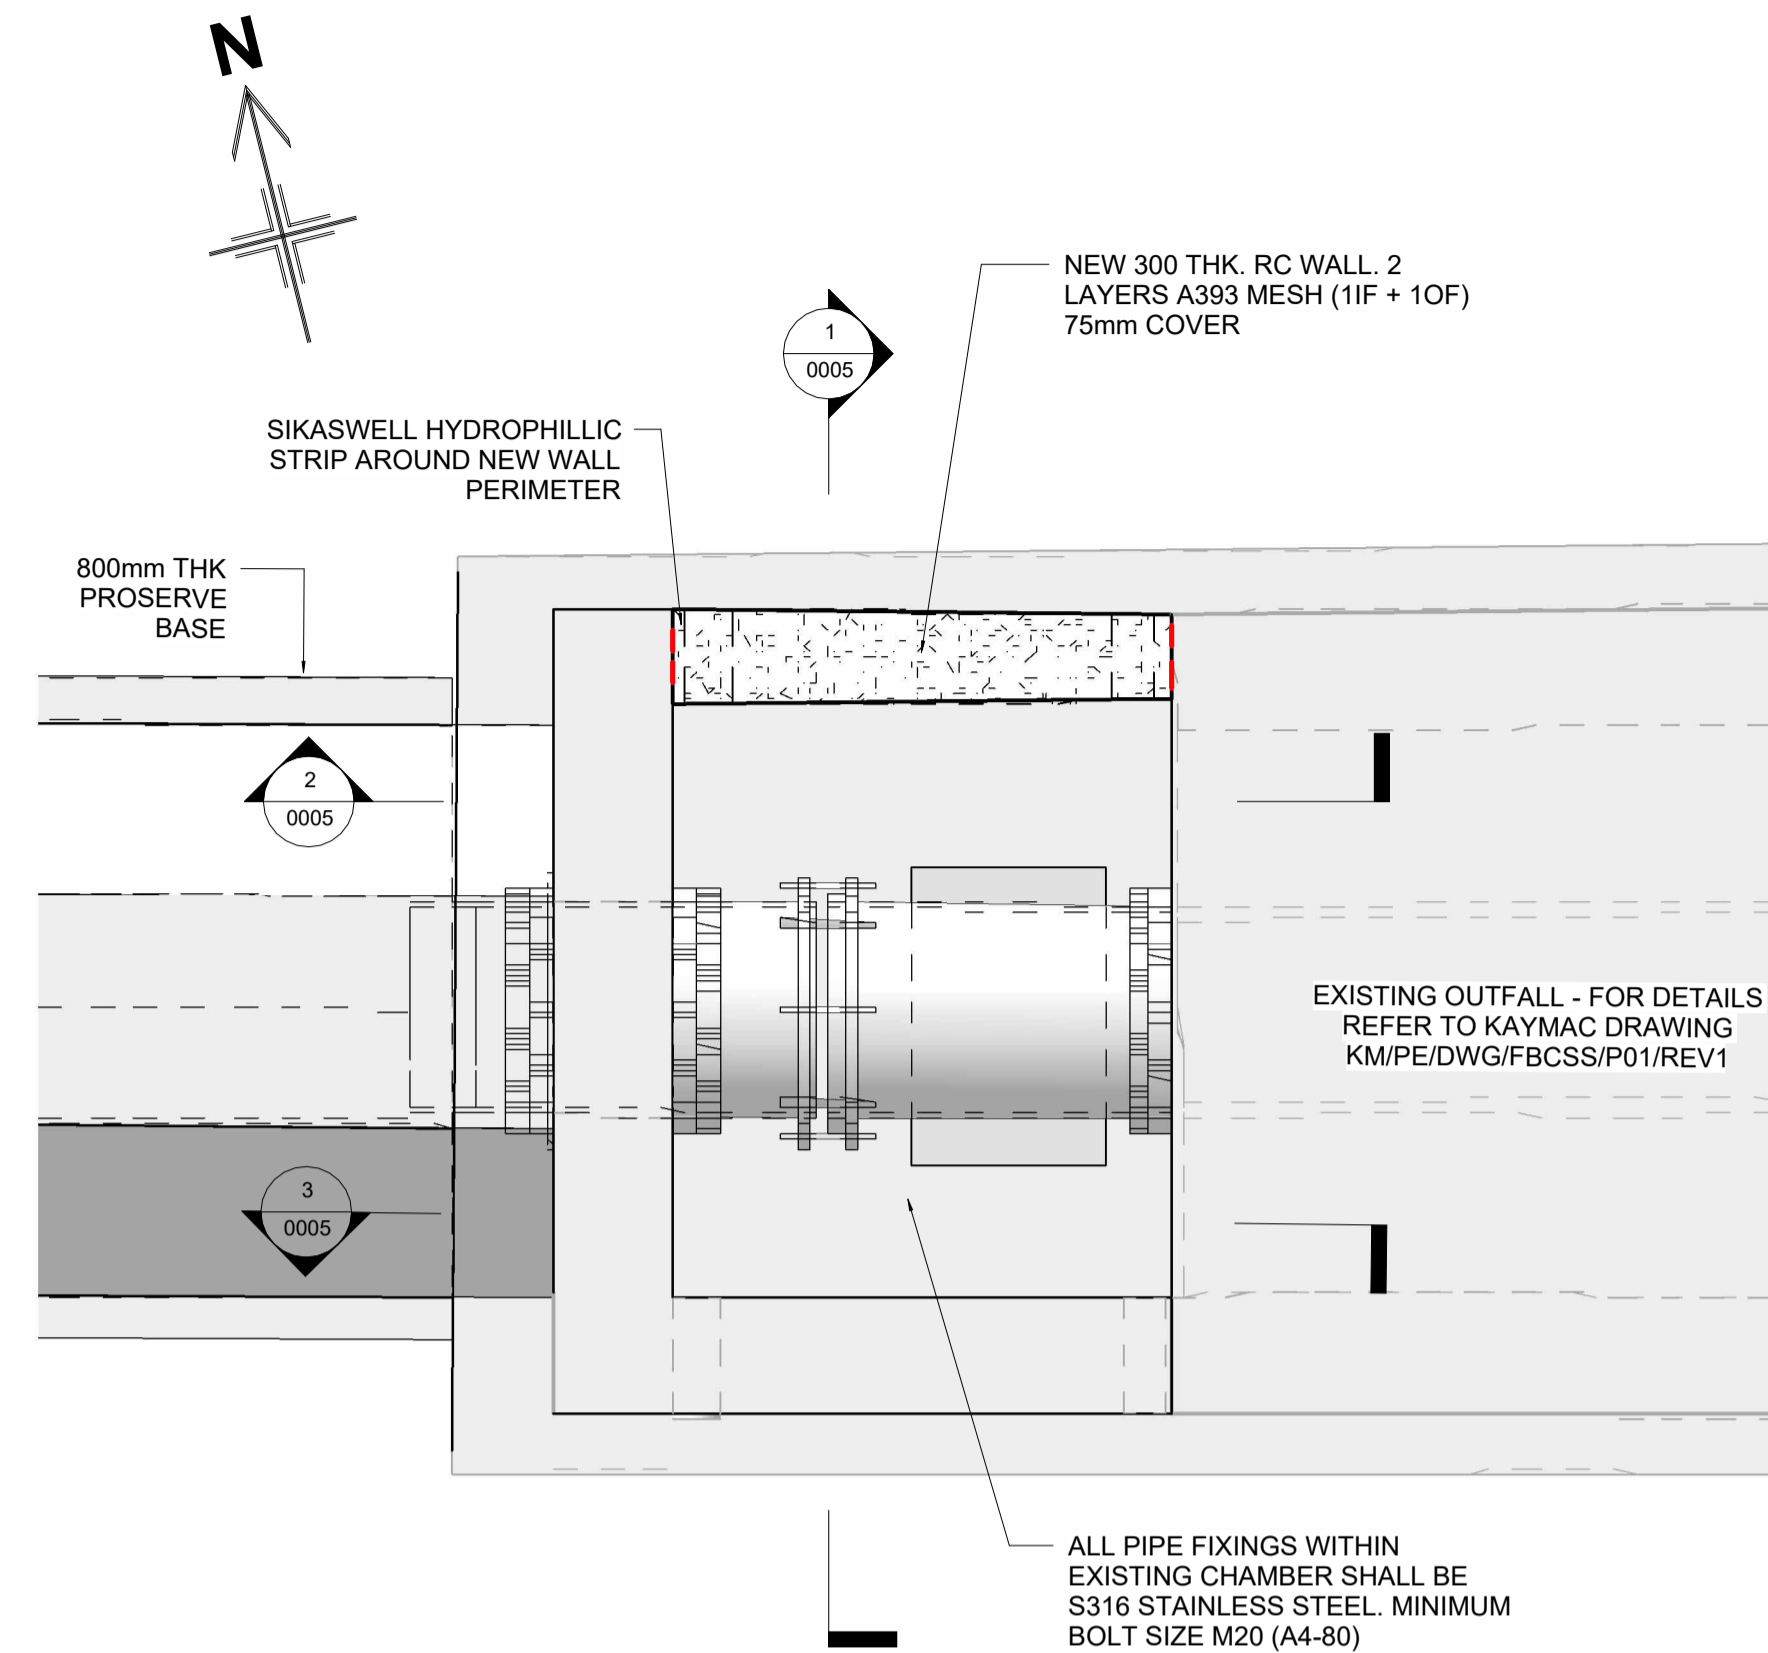 N
NEW 300 THK. RC WALL. 2
LAYERS A393 MESH (1IF + 1OF)
75mm COVER
1
0005
SIKASWELL HYDROPHILLIC
STRIP AROUND NEW WALL
PERIMETER
800mm THK
PROSERVE
BASE
2
0005
EXISTING OUTFALL - FOR DETAILS
REFER TO KAYMAC DRAWING
KM/PE/DWG/FBCSS/P01/REV1
3
0005
ALL PIPE FIXINGS WITHIN
EXISTING CHAMBER SHALL BE
S316 STAINLESS STEEL. MINIMUM
BOLT SIZE M20 (A4-80)